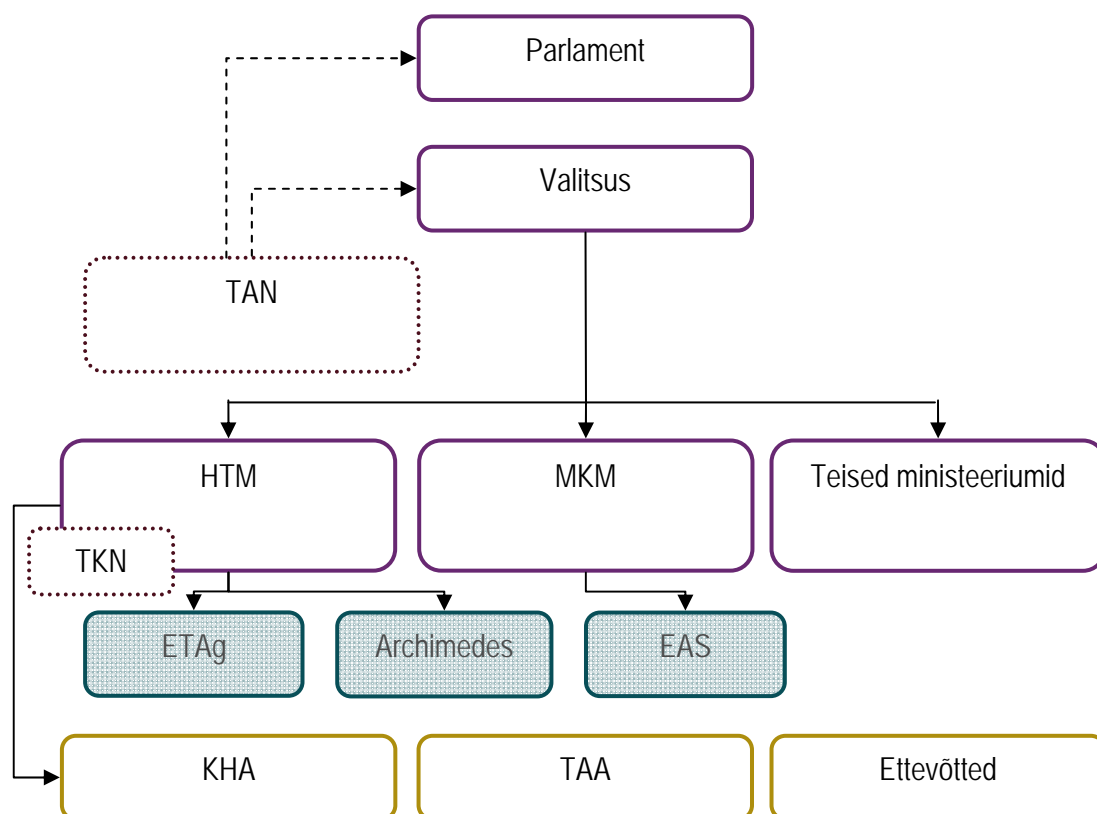 Parlament
Valitsus
TAN
HTM
MKM
Teised ministeeriumid
TKN
ETAg
Archimedes
EAS
KHA
TAA
Ettevõtted